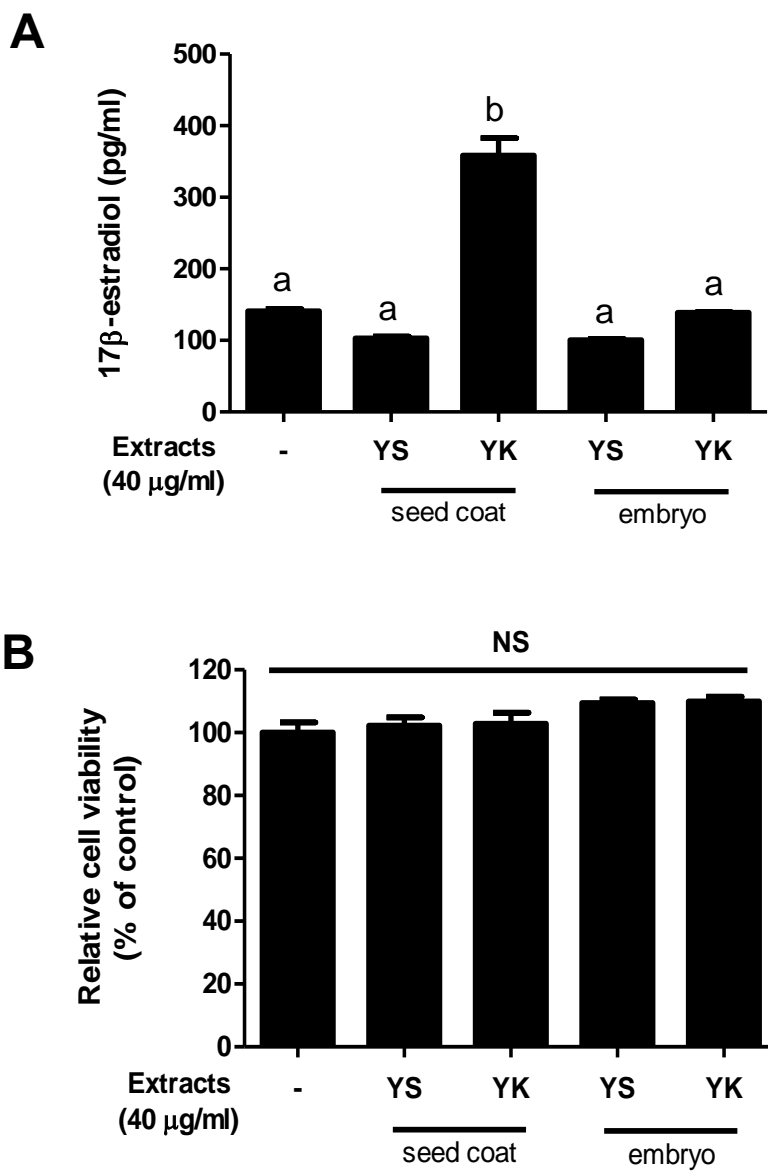 A
17β-estradiol (pg/ml)
500
400
300
200
100
0
a
a
b
a
a
Extracts
(40 μg/ml)
- YS YK YS YK
seed coat embryo
B
NS
Relative cell viability
(% of control)
120
100
80
60
40
20
0
Extracts
(40 μg/ml)
- YS YK YS YK
seed coat embryo